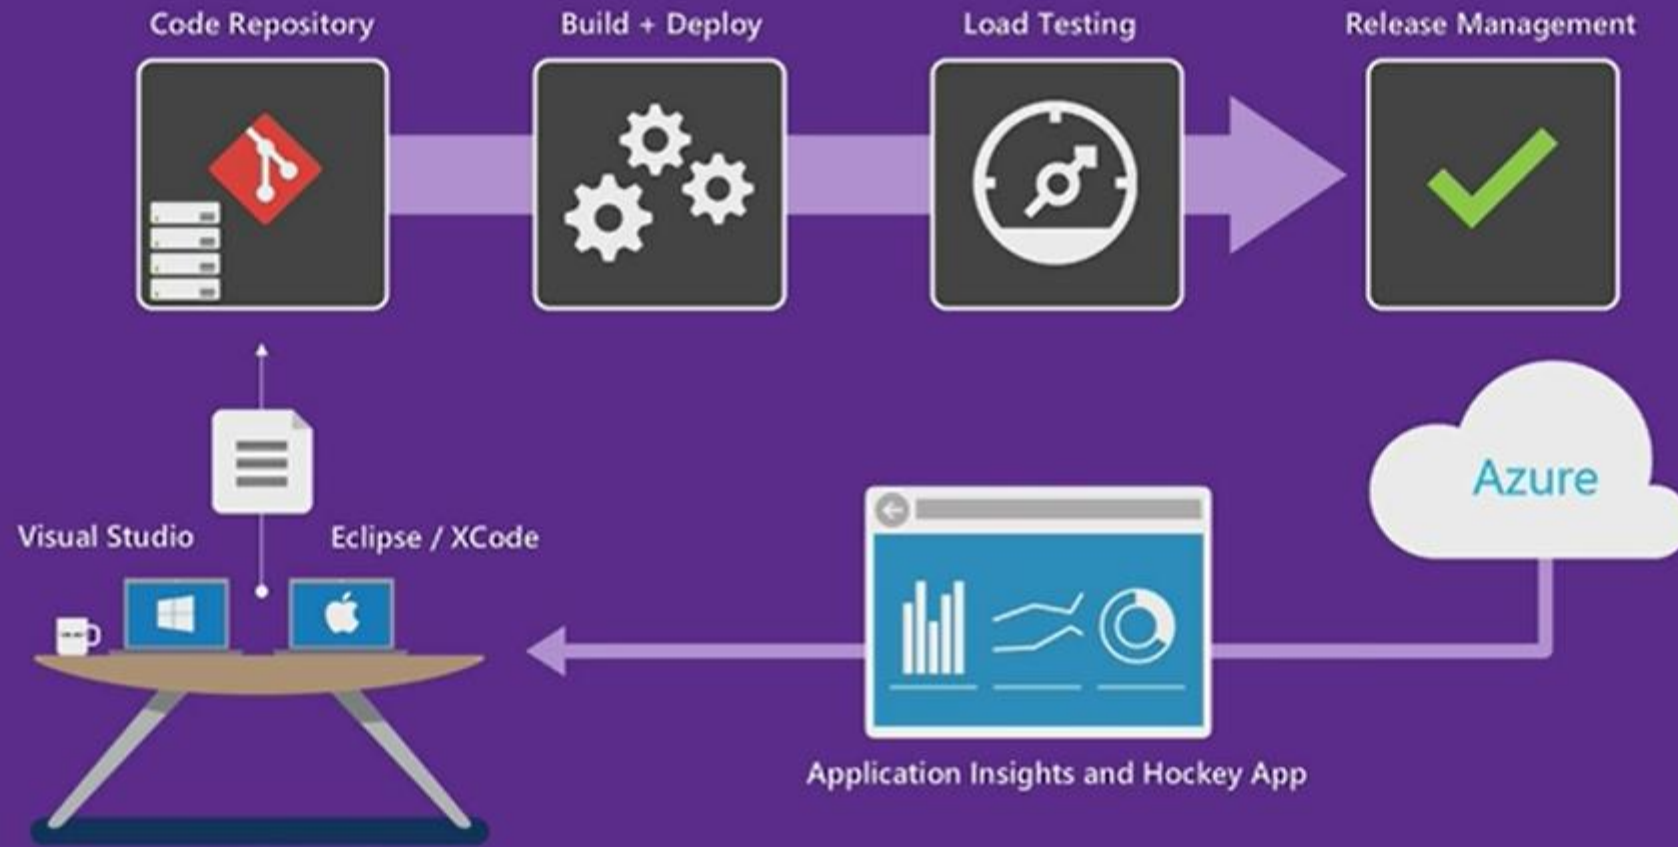 Code Repository
Build + Deploy
Load Testing
Release Management
Azure
Visual Studio
Eclipse / XCode
Application Insights and Hockey App